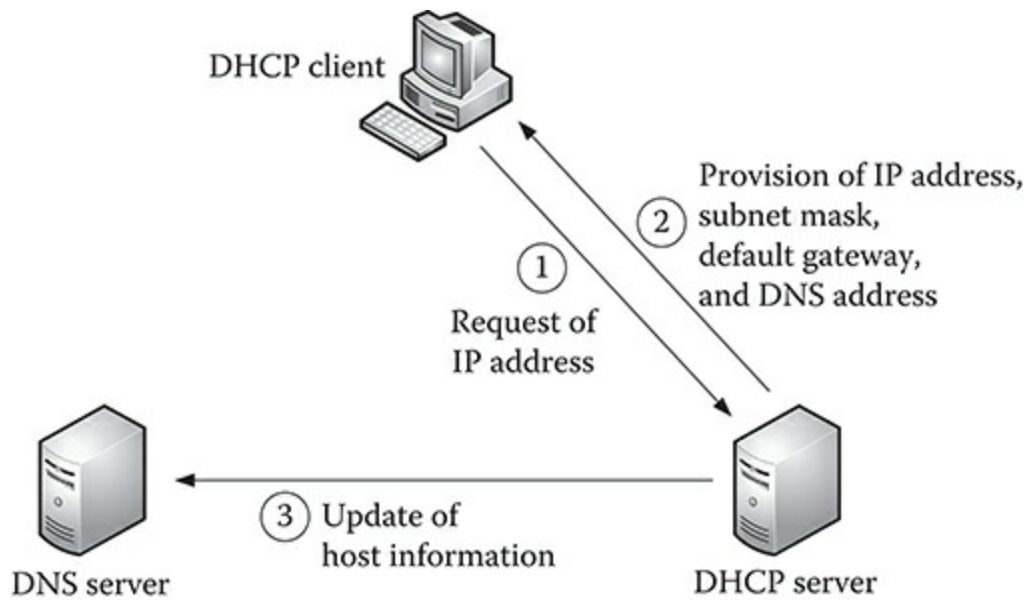 DHCP client
Provision of IP address,
2
subnet mask,
default gateway,
and DNS address
1
Request of
IP address
3
Update of
host information
DNS server
DHCP server